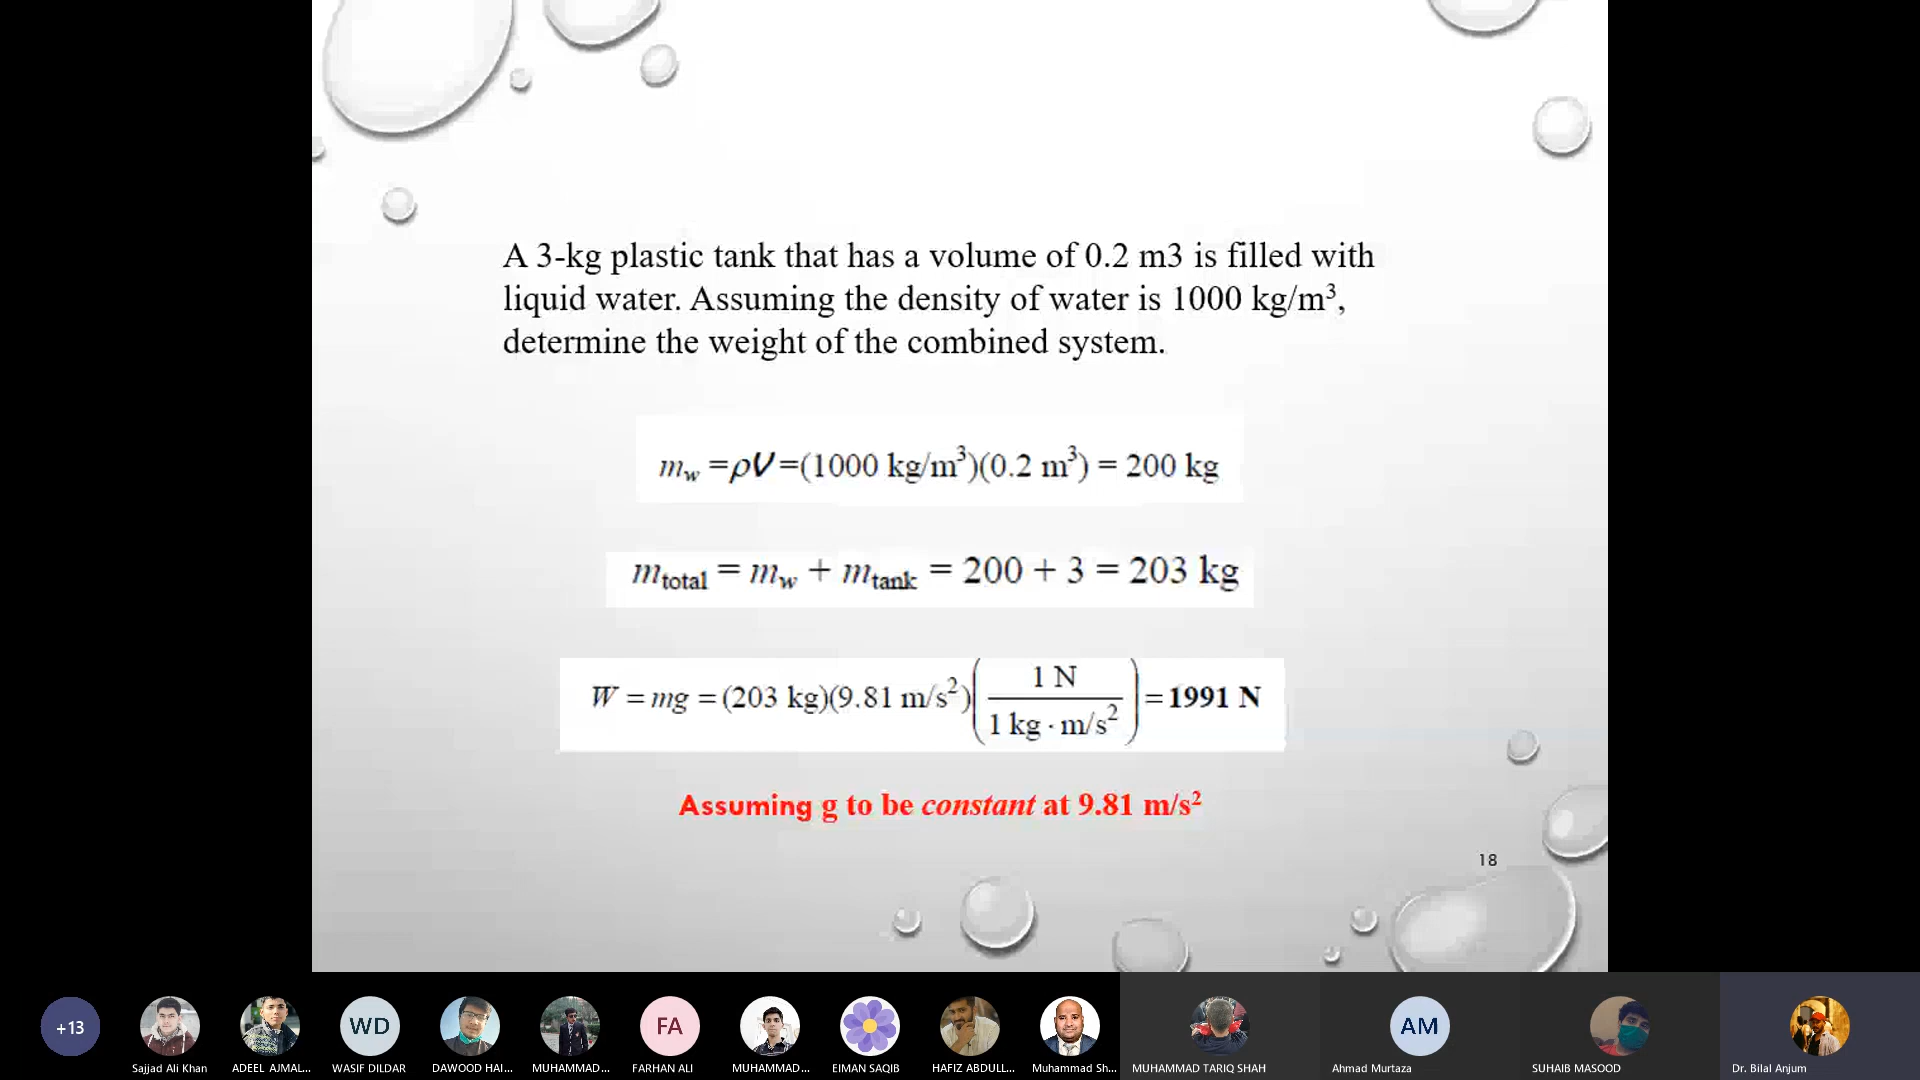 A 3-kg plastic tank that has a volume of 0.2 m3 is filled with
liquid water. Assuming the density of water is 1000 kg/m³,
determine the weight of the combined system.
m_w =ρV=(1000 kg/m³)(0.2 m³) = 200 kg
m_total = m_w + m_tank = 200 + 3 = 203 kg
W = mg = (203 kg)(9.81 m/s²)(1 N / 1 kg · m/s²) = 1991 N
Assuming g to be constant at 9.81 m/s²
18
+13
WD
FA
AM
Sajjad Ali Khan
ADEEL AJMAL...
WASIF DILDAR
DAWOOD HAI...
MUHAMMAD...
FARHAN ALI
MUHAMMAD...
EIMAN SAQIB
HAFIZ ABDULL...
Muhammad Sh...
MUHAMMAD TARIQ SHAH
Ahmad Murtaza
SUHAIB MASOOD
Dr. Bilal Anjum